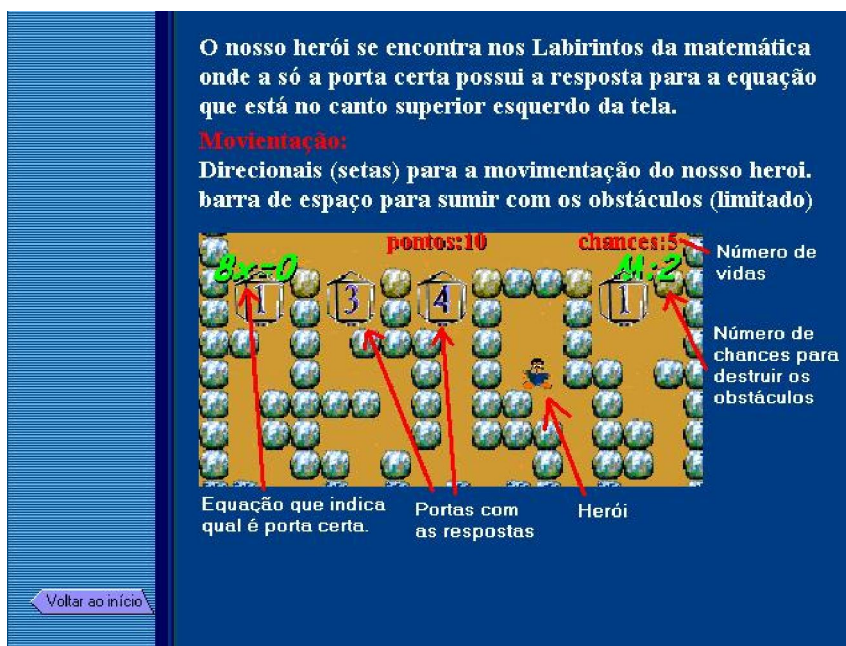 O nosso herói se encontra nos Labirintos da matemática
onde a só a porta certa possui a resposta para a equação
que está no canto superior esquerdo da tela.
Movientação:
Direcionais (setas) para a movimentação do nosso heroi.
barra de espaço para sumir com os obstáculos (limitado)
pontos:10
chances:5
8x=0
M:2
1
3
4
1
Número de
vidas
Número de
chances para
destruir os
obstáculos
Equação que indica
qual é porta certa.
Portas com
as respostas
Herói
Voltar ao início